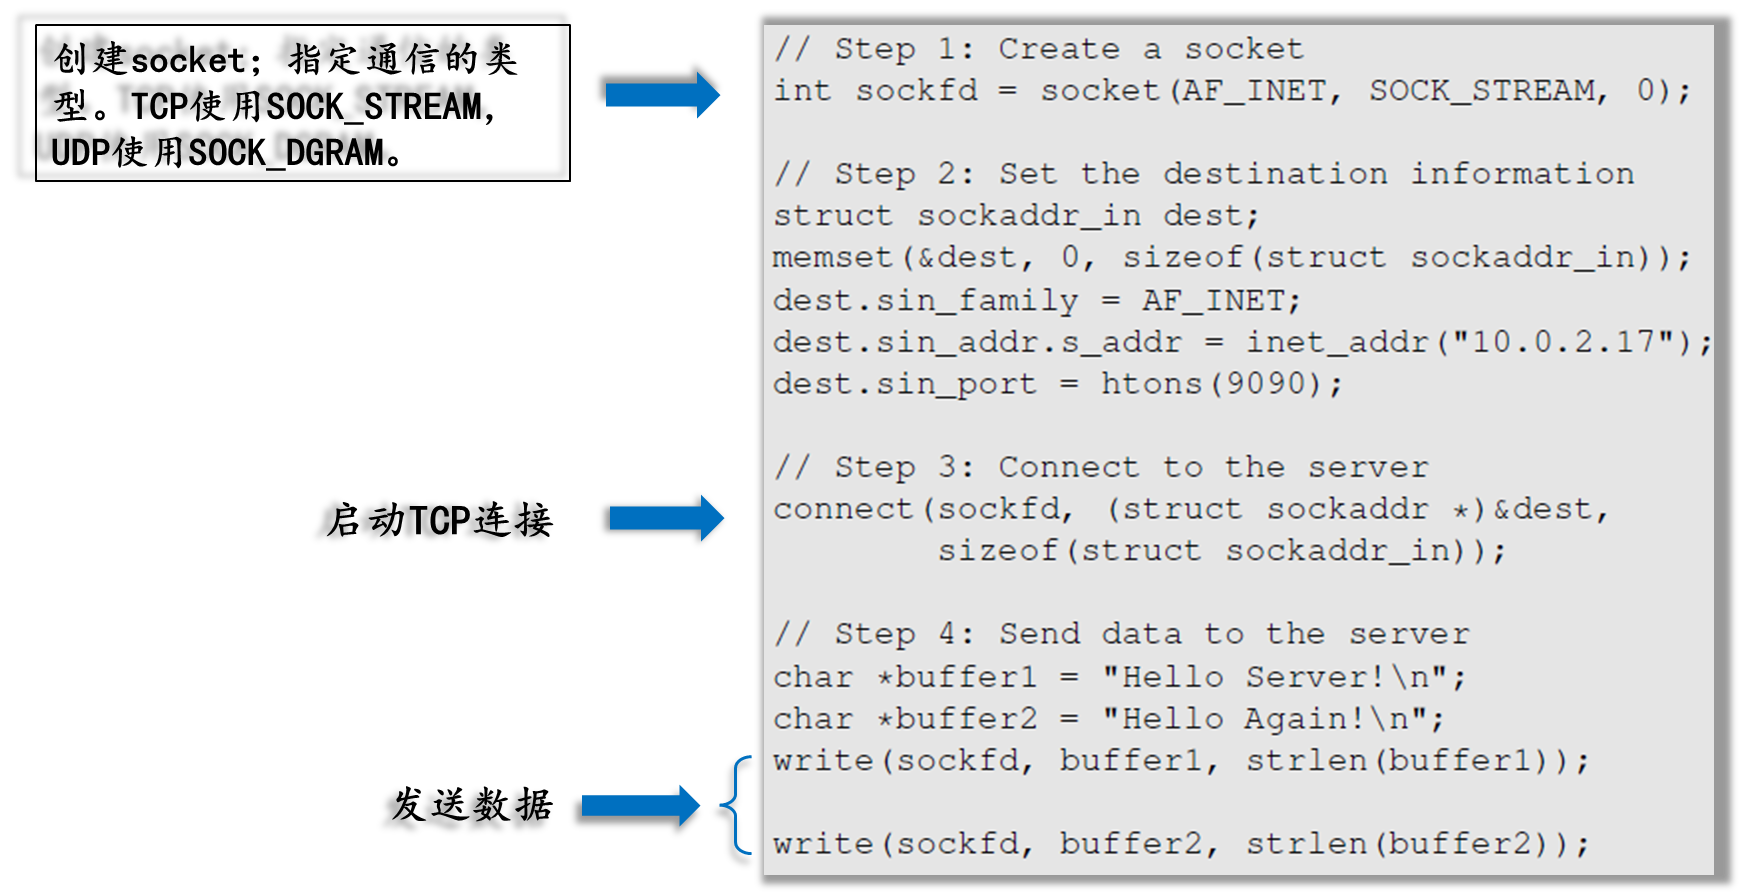 创建socket；指定通信的类
型。TCP使用SOCK_STREAM，
UDP使用SOCK_DGRAM。
// Step 1: Create a socket
int sockfd = socket(AF_INET, SOCK_STREAM, 0);
// Step 2: Set the destination information
struct sockaddr_in dest;
memset(&dest, 0, sizeof(struct sockaddr_in));
dest.sin_family = AF_INET;
dest.sin_addr.s_addr = inet_addr("10.0.2.17");
dest.sin_port = htons(9090);
启动TCP连接
// Step 3: Connect to the server
connect(sockfd, (struct sockaddr *)&dest,
sizeof(struct sockaddr_in));
// Step 4: Send data to the server
char *buffer1 = "Hello Server!\n";
char *buffer2 = "Hello Again!\n";
发送数据
write(sockfd, buffer1, strlen(buffer1));
write(sockfd, buffer2, strlen(buffer2));